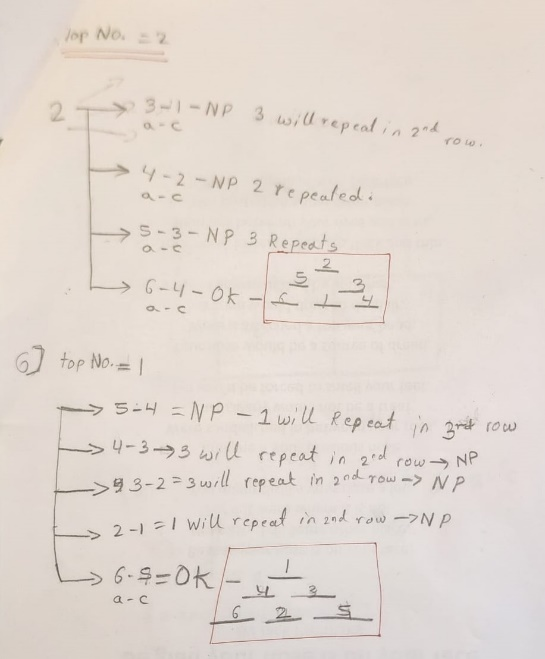 Top No. = 2
2 → 3-1-NP 3 will repeat in 2nd row.
a-c
→ 4-2-NP 2 repeated.
a-c
→ 5-3-NP 3 Repeats
a-c
→ 6-4-OK -
a-c
2
5 3
6 1 4
6] top No. = 1
→ 5-4 = NP - 1 will Repeat in 3rd row
→ 4-3 → 3 will repeat in 2nd row → NP
→ 3-2 = 3 will repeat in 2nd row → NP
→ 2-1 = 1 Will repeat in 2nd row → NP
→ 6-5 = OK -
a-c
1
4 3
6 2 5